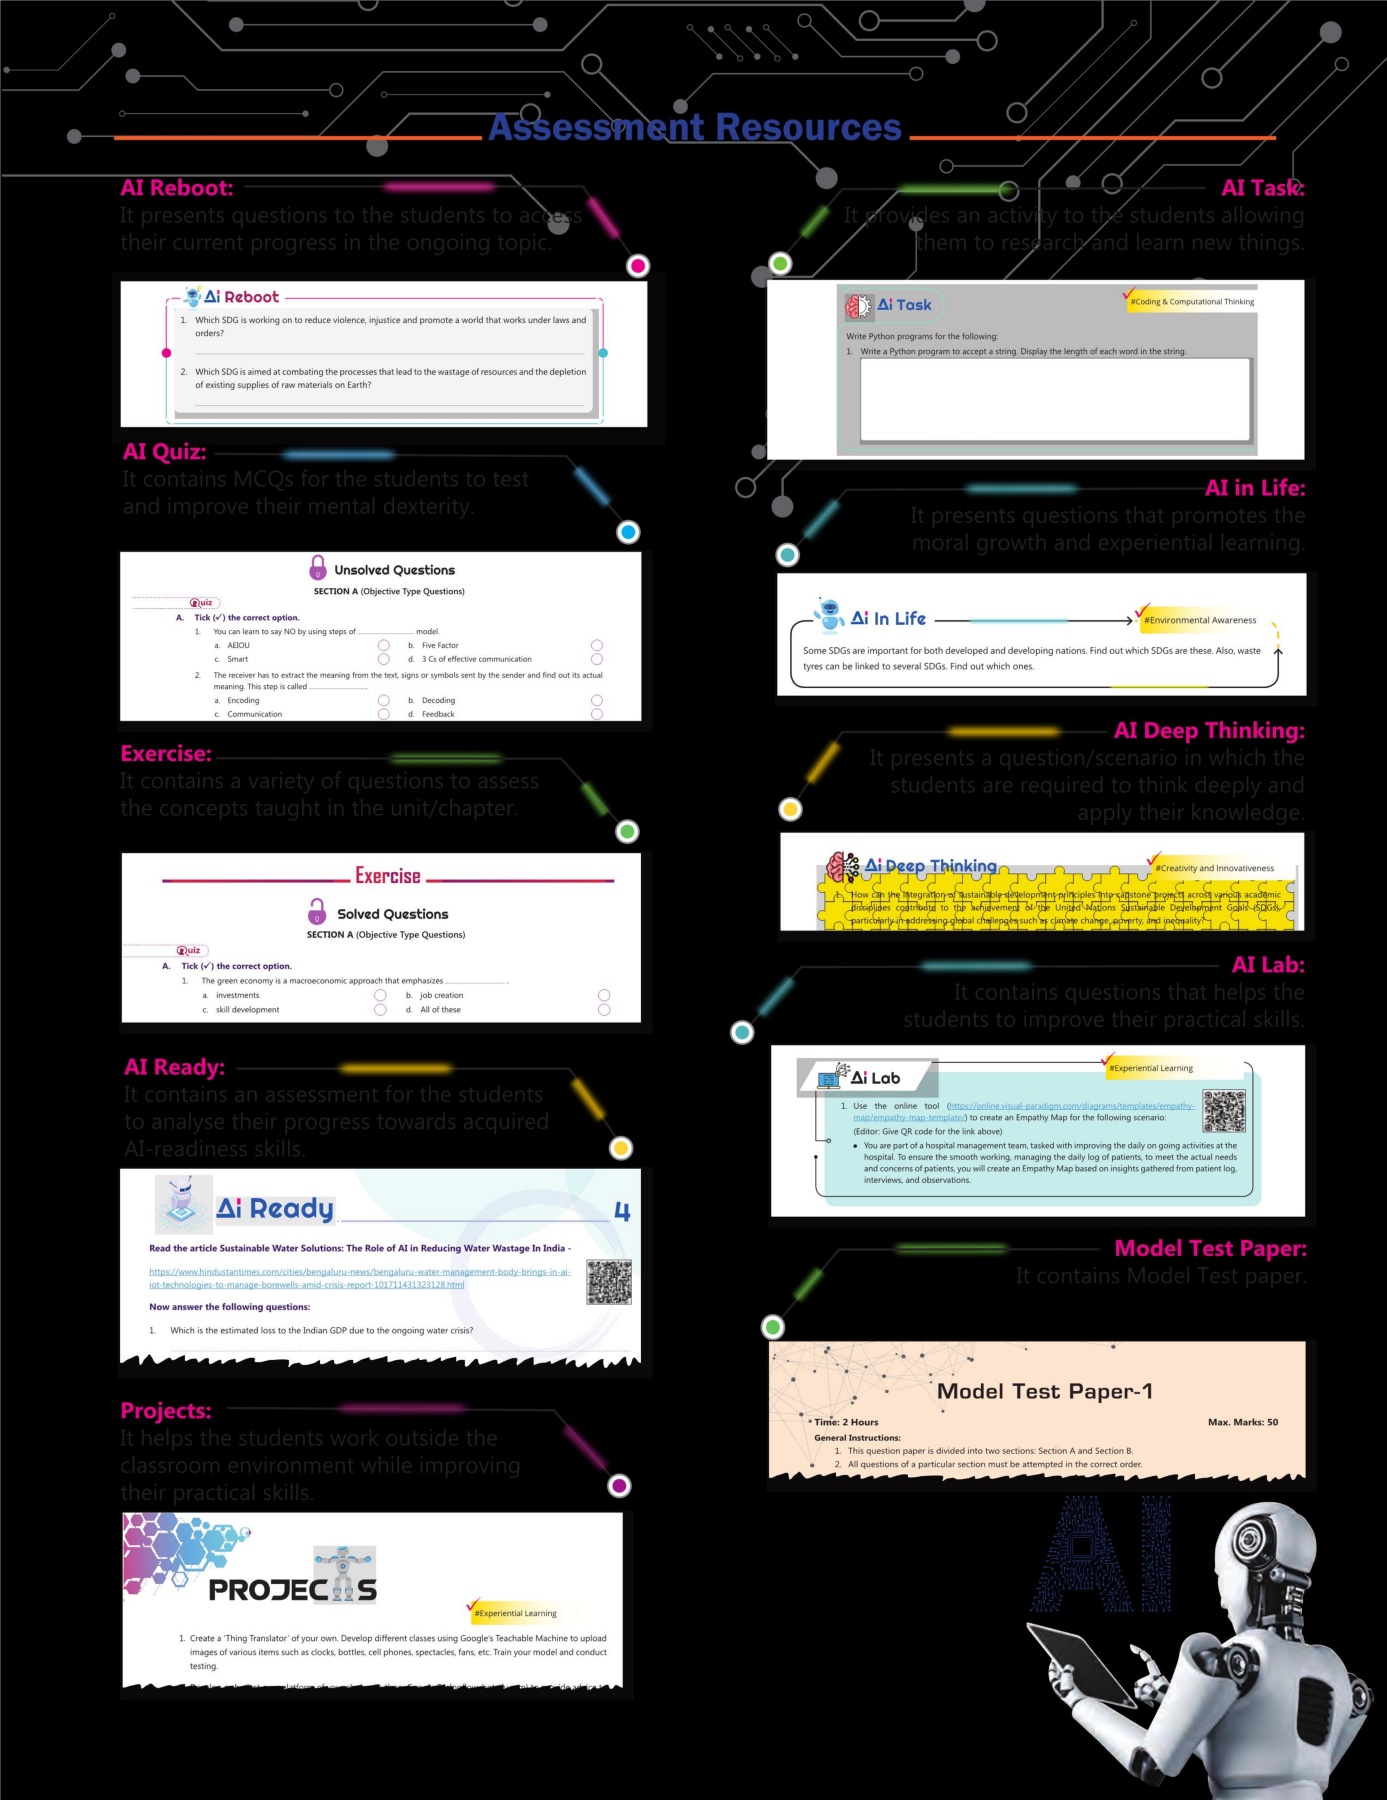 Assessment Resources
AI Reboot:
It presents questions to the students to access
their current progress in the ongoing topic.
Ai Reboot
1. Which SDG is working on to reduce violence, injustice and promote a world that works under laws and
orders?
2. Which SDG is aimed at combating the processes that lead to the wastage of resources and the depletion
of existing supplies of raw materials on Earth?
AI Quiz:
It contains MCQs for the students to test
and improve their mental dexterity.
Unsolved Questions
SECTION A (Objective Type Questions)
Quiz
A. Tick (✓) the correct option.
1. You can learn to say NO by using steps of .......................... model.
a. AEIOU b. Five Factor
c. Smart d. 3 Cs of effective communication
2. The receiver has to extract the meaning from the text, signs or symbols sent by the sender and find out its actual
meaning. This step is called .......................... .
a. Encoding b. Decoding
c. Communication d. Feedback
Exercise:
It contains a variety of questions to assess
the concepts taught in the unit/chapter.
Exercise
Solved Questions
SECTION A (Objective Type Questions)
Quiz
A. Tick (✓) the correct option.
1. The green economy is a macroeconomic approach that emphasizes .......................... .
a. investments b. job creation
c. skill development d. All of these
AI Ready:
It contains an assessment for the students
to analyse their progress towards acquired
AI-readiness skills.
Ai Ready 4
Read the article Sustainable Water Solutions: The Role of AI in Reducing Water Wastage In India -
https://www.hindustantimes.com/cities/bengaluru-news/bengaluru-water-management-body-brings-in-ai-
iot-technologies-to-manage-borewells-amid-crisis-report-101711431323128.html
Now answer the following questions:
1. Which is the estimated loss to the Indian GDP due to the ongoing water crisis?
Projects:
It helps the students work outside the
classroom environment while improving
their practical skills.
PROJECTS
#Experiential Learning
1. Create a 'Thing Translator' of your own. Develop different classes using Google's Teachable Machine to upload
images of various items such as clocks, bottles, cell phones, spectacles, fans, etc. Train your model and conduct
testing.
AI Task:
It provides an activity to the students allowing
them to research and learn new things.
Ai Task
#Coding & Computational Thinking
Write Python programs for the following:
1. Write a Python program to accept a string. Display the length of each word in the string.
AI in Life:
It presents questions that promotes the
moral growth and experiential learning.
Ai In Life
#Environmental Awareness
Some SDGs are important for both developed and developing nations. Find out which SDGs are these. Also, waste
tyres can be linked to several SDGs. Find out which ones.
AI Deep Thinking:
It presents a question/scenario in which the
students are required to think deeply and
apply their knowledge.
Ai Deep Thinking
#Creativity and Innovativeness
1. How can the integration of sustainable development principles into capstone projects across various academic
disciplines contribute to the achievement of the United Nations Sustainable Development Goals (SDGs),
particularly in addressing global challenges such as climate change, poverty, and inequality?
AI Lab:
It contains questions that helps the
students to improve their practical skills.
Ai Lab
#Experiential Learning
1. Use the online tool (https://online.visual-paradigm.com/diagrams/templates/empathy-
map/empathy-map-template/) to create an Empathy Map for the following scenario:
(Editor: Give QR code for the link above)
• You are part of a hospital management team, tasked with improving the daily on going activities at the
hospital. To ensure the smooth working, managing the daily log of patients, to meet the actual needs
and concerns of patients, you will create an Empathy Map based on insights gathered from patient log,
interviews, and observations.
Model Test Paper:
It contains Model Test paper.
Model Test Paper-1
Time: 2 Hours Max. Marks: 50
General Instructions:
1. This question paper is divided into two sections: Section A and Section B.
2. All questions of a particular section must be attempted in the correct order.
AI